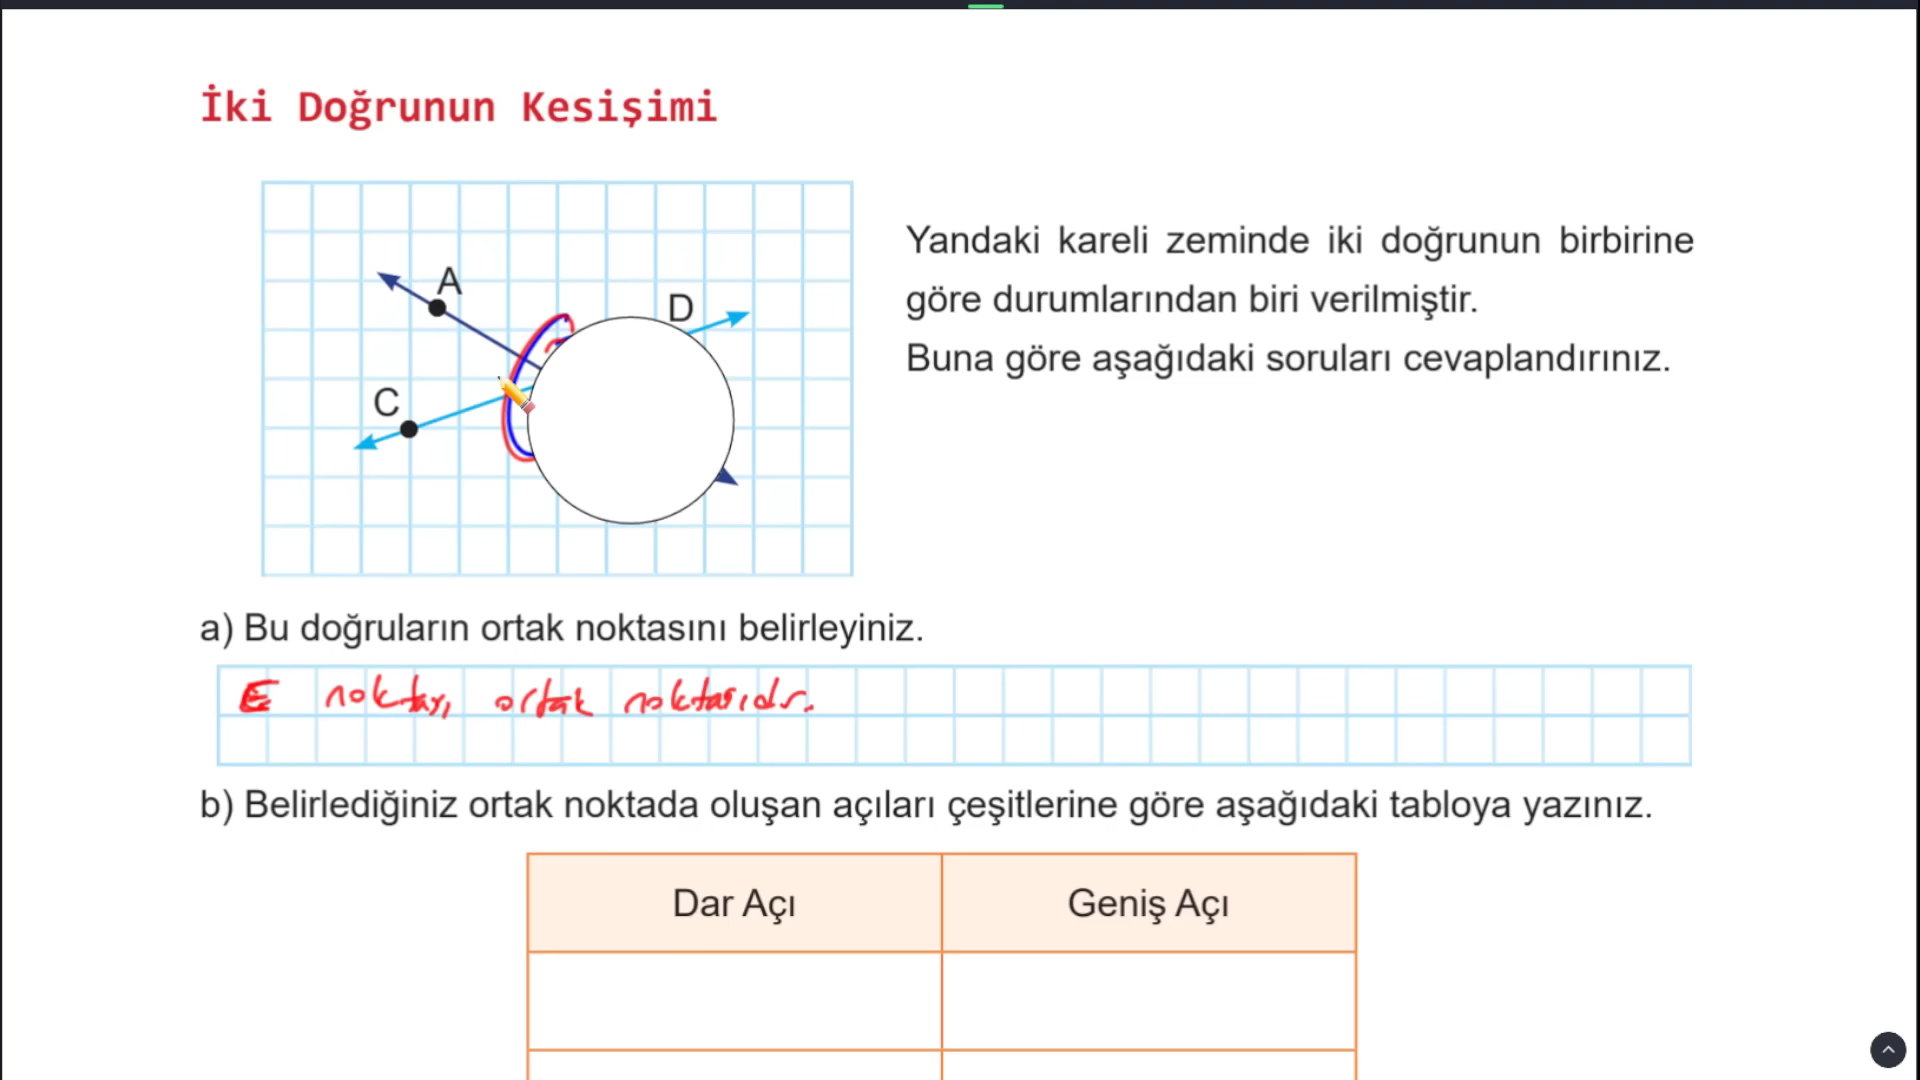 İki Doğrunun Kesişimi
A
D
C
Yandaki kareli zeminde iki doğrunun birbirine
göre durumlarından biri verilmiştir.
Buna göre aşağıdaki soruları cevaplandırınız.
a) Bu doğruların ortak noktasını belirleyiniz.
E noktası ortak noktasıdır.
b) Belirlediğiniz ortak noktada oluşan açıları çeşitlerine göre aşağıdaki tabloya yazınız.
Dar Açı
Geniş Açı